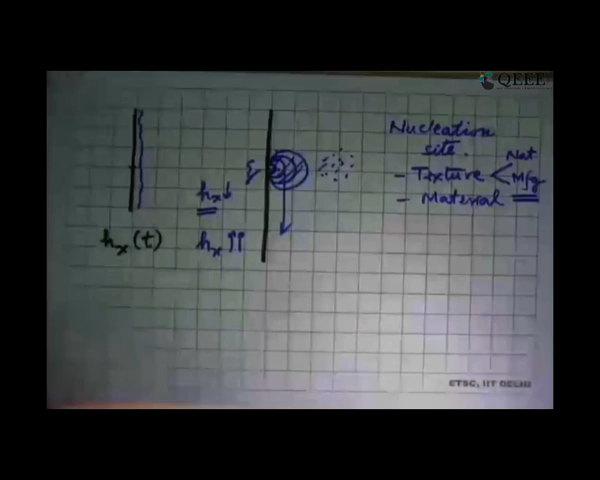 QEEE
Nucleation
site.
- Texture < Nat
Mfg
- Material
hx↓
hx(t)
hx↑↑
ETSC, IIT DELHI